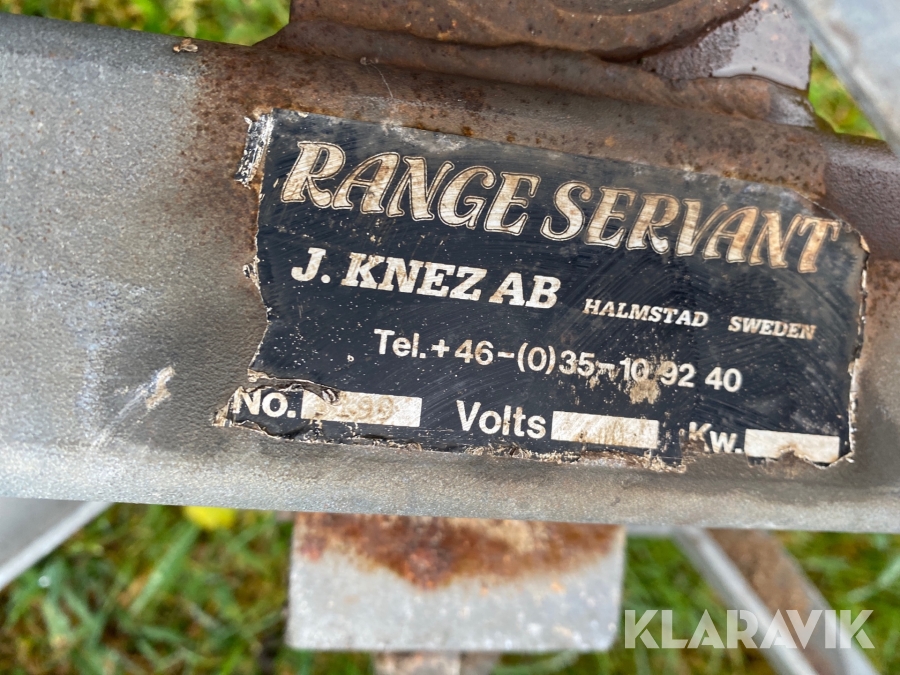 RANGE SERVANT
J. KNEZ AB HALMSTAD SWEDEN
Tel. +46-(0)35-10 92 40
NO. Volts Kw.
KLARAVIK